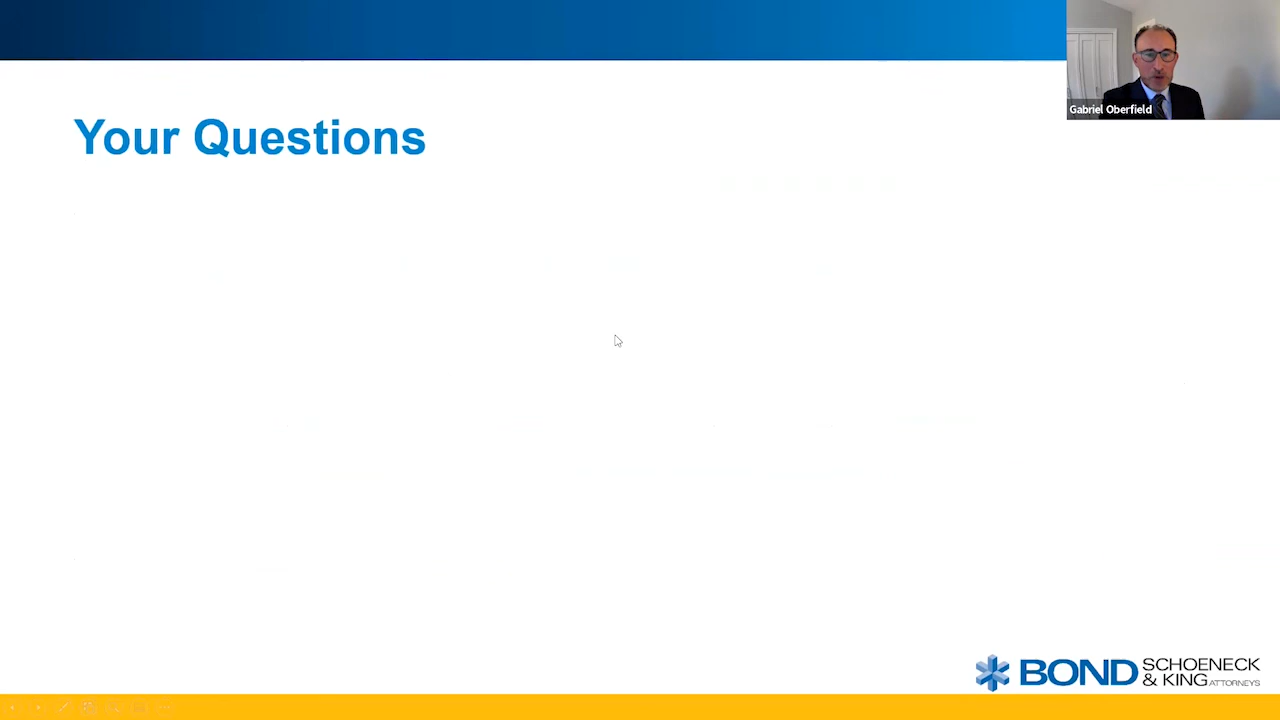 Gabriel Oberfield
Your Questions
BOND SCHOENECK
& KING ATTORNEYS